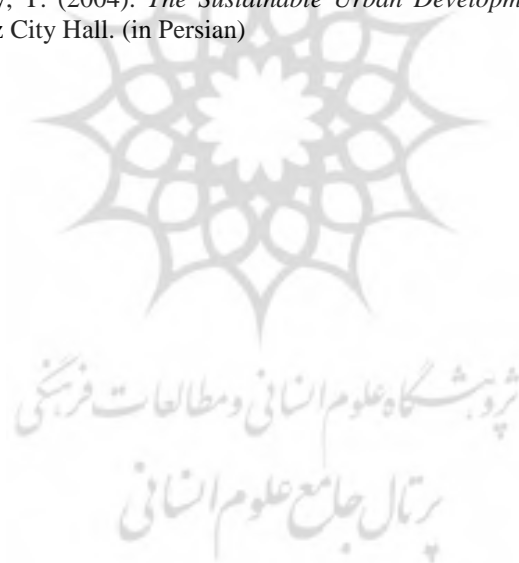 , T. (2004). The Sustainable Urban Developm
z City Hall. (in Persian)
پژوهشگاه علوم انسانی و مطالعات فرهنگی
پرتال جامع علوم انسانی